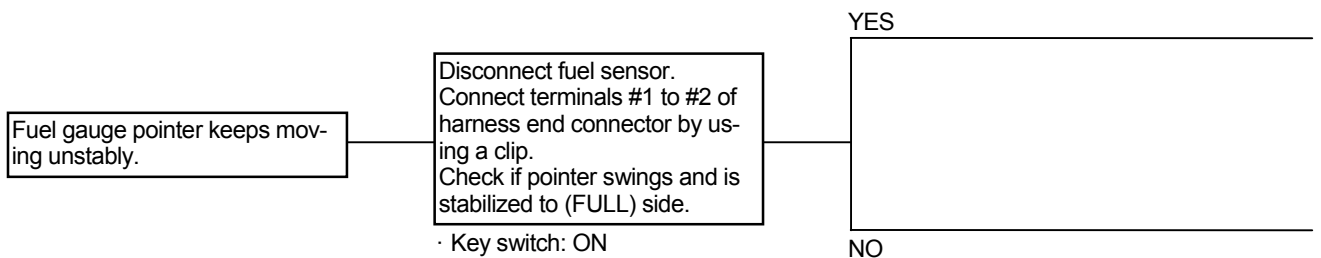 YES
Fuel gauge pointer keeps mov-
ing unstably.
Disconnect fuel sensor.
Connect terminals #1 to #2 of
harness end connector by us-
ing a clip.
Check if pointer swings and is
stabilized to (FULL) side.
· Key switch: ON
NO